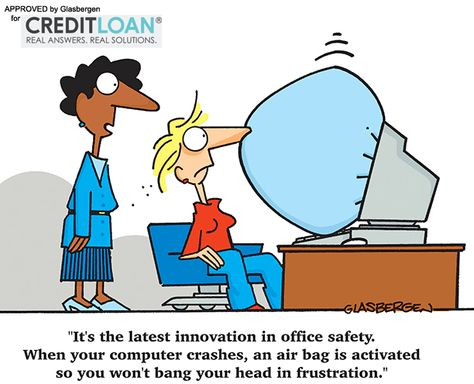 APPROVED by Glasbergen
for
CREDITLOAN®
REAL ANSWERS. REAL SOLUTIONS.
GLASBERGEN
"It's the latest innovation in office safety.
When your computer crashes, an air bag is activated
so you won't bang your head in frustration."